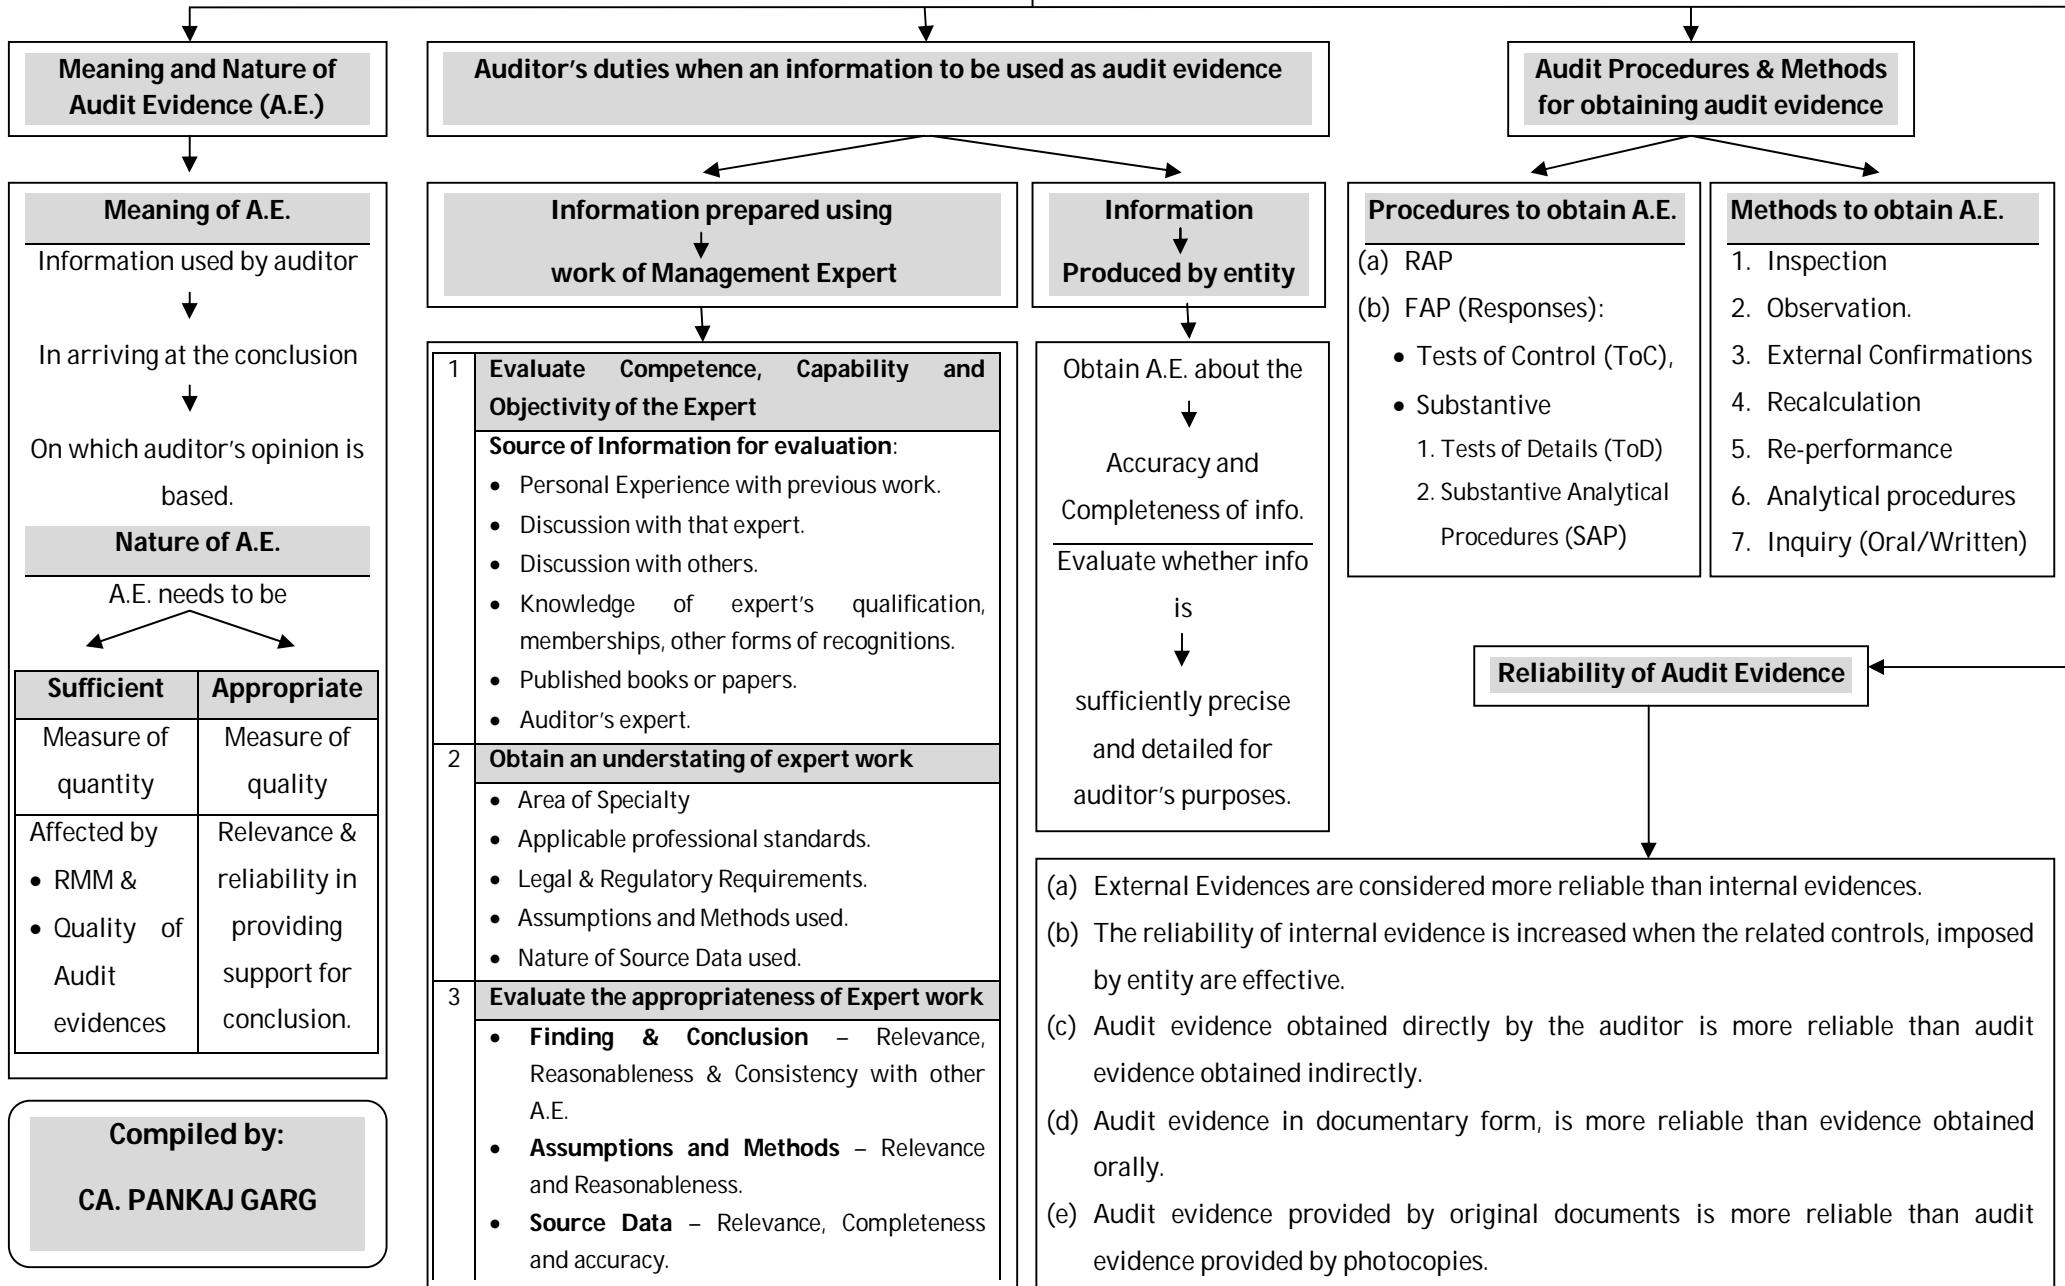 Meaning and Nature of
Audit Evidence (A.E.)
Meaning of A.E.
Information used by auditor
In arriving at the conclusion
On which auditor's opinion is
based.
Nature of A.E.
A.E. needs to be
Sufficient
Measure of
quantity
Affected by
• RMM &
• Quality of
Audit
evidences
Appropriate
Measure of
quality
Relevance &
reliability in
providing
support for
conclusion.
Compiled by:
CA. PANKAJ GARG
Auditor's duties when an information to be used as audit evidence
Information prepared using
work of Management Expert
1 Evaluate Competence, Capability and
Objectivity of the Expert
Source of Information for evaluation:
• Personal Experience with previous work.
• Discussion with that expert.
• Discussion with others.
• Knowledge of expert's qualification,
memberships, other forms of recognitions.
• Published books or papers.
• Auditor's expert.
2 Obtain an understating of expert work
• Area of Specialty
• Applicable professional standards.
• Legal & Regulatory Requirements.
• Assumptions and Methods used.
• Nature of Source Data used.
3 Evaluate the appropriateness of Expert work
• Finding & Conclusion – Relevance,
Reasonableness & Consistency with other
A.E.
• Assumptions and Methods – Relevance
and Reasonableness.
• Source Data – Relevance, Completeness
and accuracy.
Information
Produced by entity
Obtain A.E. about the
Accuracy and
Completeness of info.
Evaluate whether info
is
sufficiently precise
and detailed for
auditor's purposes.
Audit Procedures & Methods
for obtaining audit evidence
Procedures to obtain A.E.
(a) RAP
(b) FAP (Responses):
• Tests of Control (ToC),
• Substantive
1. Tests of Details (ToD)
2. Substantive Analytical
Procedures (SAP)
Methods to obtain A.E.
1. Inspection
2. Observation.
3. External Confirmations
4. Recalculation
5. Re-performance
6. Analytical procedures
7. Inquiry (Oral/Written)
Reliability of Audit Evidence
(a) External Evidences are considered more reliable than internal evidences.
(b) The reliability of internal evidence is increased when the related controls, imposed
by entity are effective.
(c) Audit evidence obtained directly by the auditor is more reliable than audit
evidence obtained indirectly.
(d) Audit evidence in documentary form, is more reliable than evidence obtained
orally.
(e) Audit evidence provided by original documents is more reliable than audit
evidence provided by photocopies.